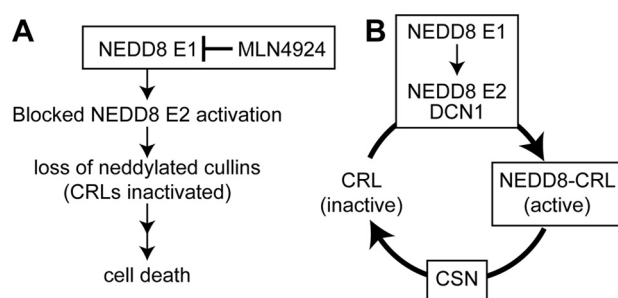 A
NEDD8 E1 MLN4924
Blocked NEDD8 E2 activation
loss of neddylated cullins
(CRLs inactivated)
cell death
B
NEDD8 E1
NEDD8 E2
DCN1
NEDD8-CRL
(active)
CSN
CRL
(inactive)